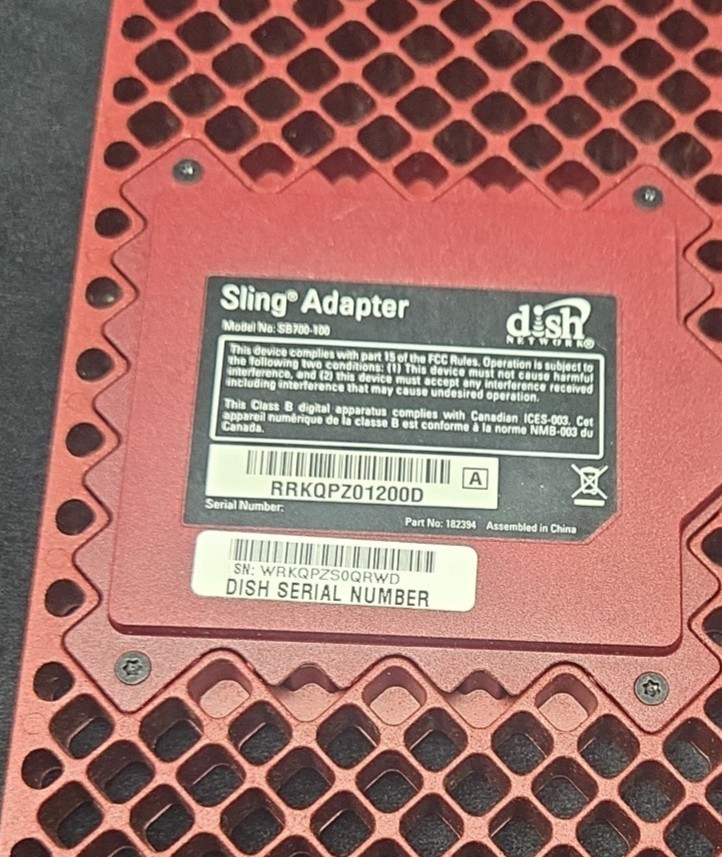 Sling® Adapter
Model No: SB700-100
dish
NETWORK®
This device complies with part 15 of the FCC Rules. Operation is subject to
the following two conditions: (1) This device must not cause harmful
interference, and (2) this device must accept any interference received
including interference that may cause undesired operation.
This Class B digital apparatus complies with Canadian ICES-003. Cet
appareil numérique de la classe B est conforme à la norme NMB-003 du
Canada.
A
RRKQPZ01200D
Serial Number:
Part No: 182394 Assembled in China
SN: WRKQPZS0QRWD
DISH SERIAL NUMBER